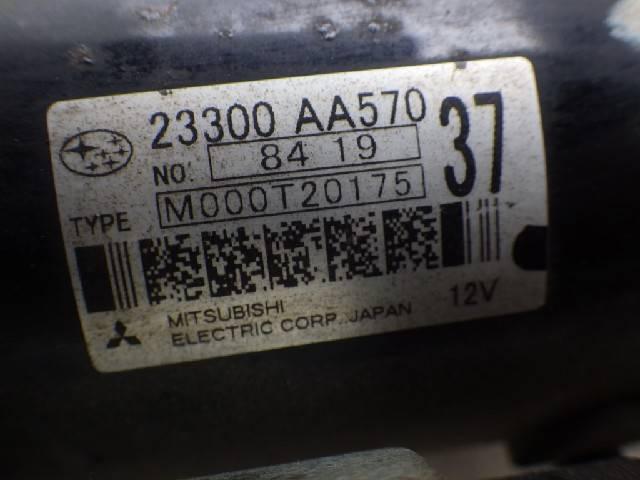 23300 AA570
37
NO. 84 19
TYPE M000T20175
MITSUBISHI
ELECTRIC CORP. JAPAN
12V